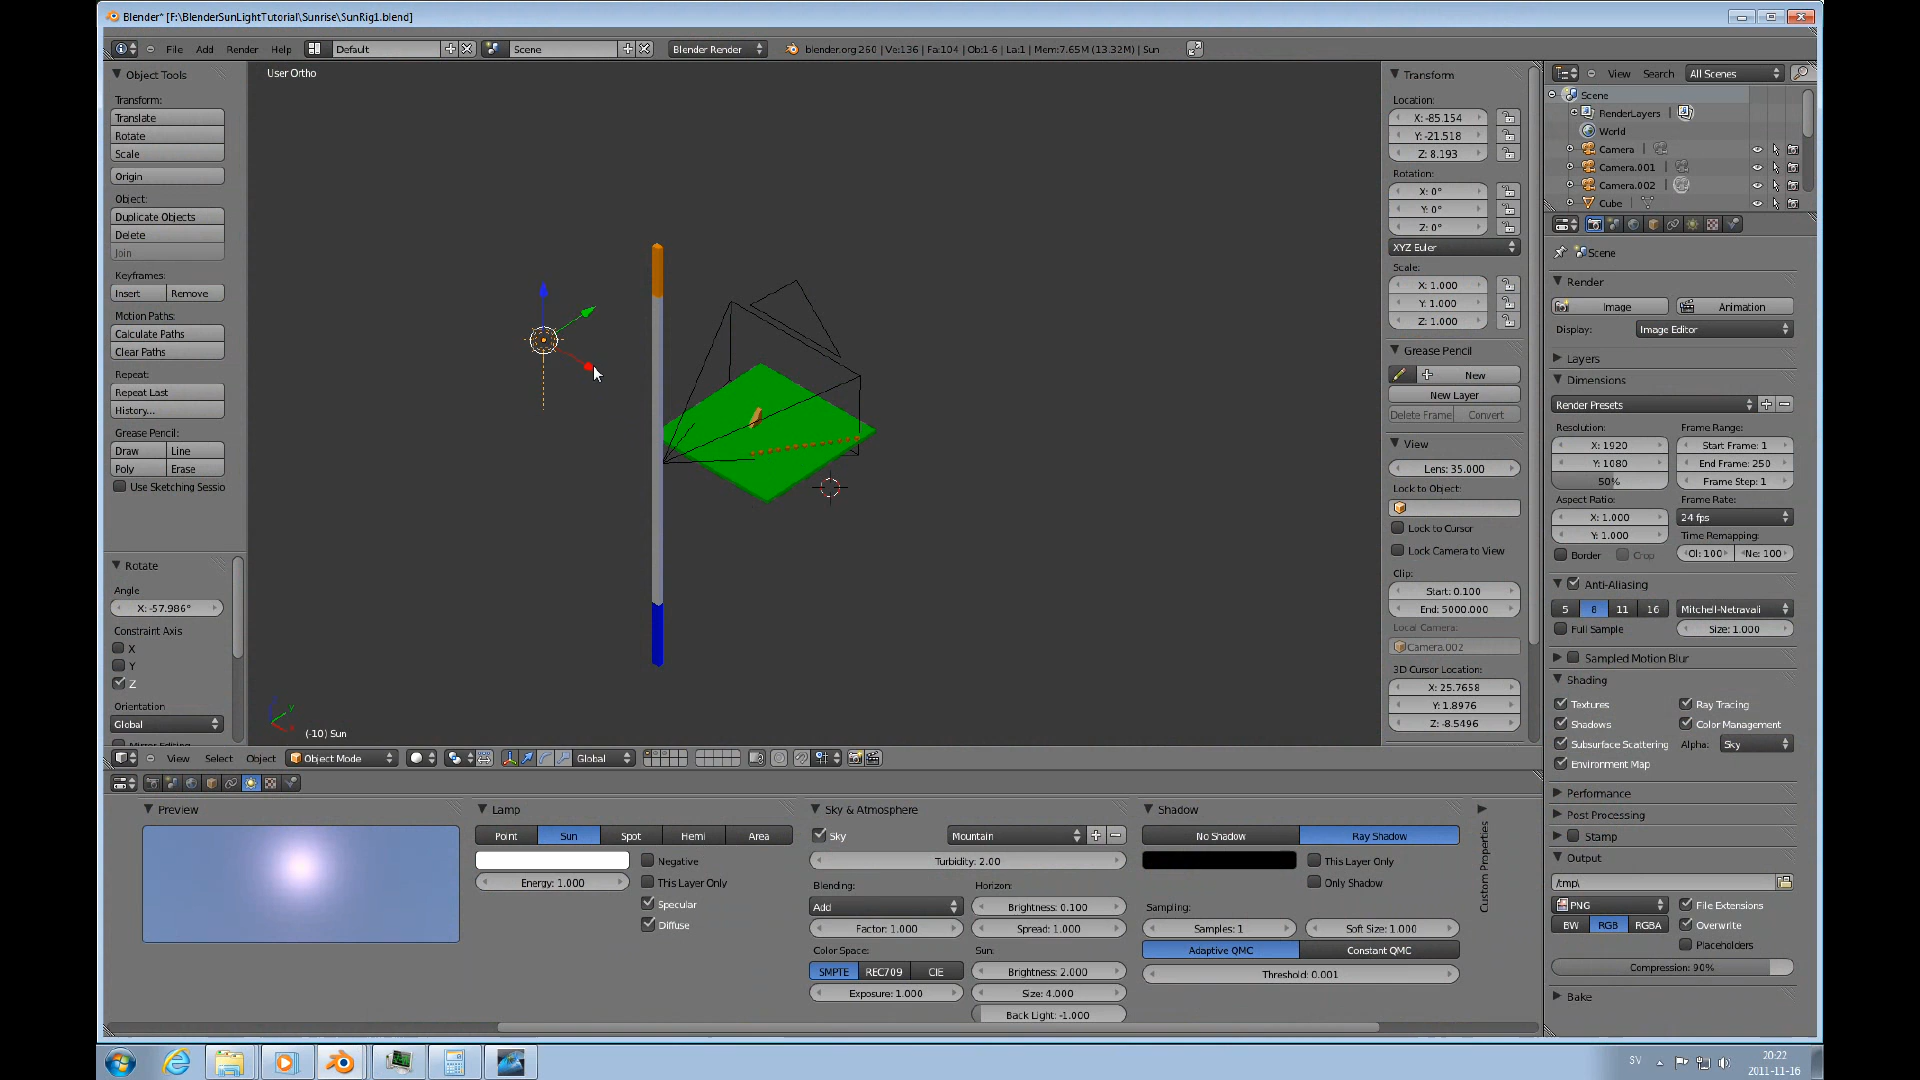 Blender* [F:\BlenderSunLightTutorial\Sunrise\SunRig1.blend]
File Add Render Help Default Scene Blender Render blender.org 260 | Ve:136 | Fa:104 | Ob:1-6 | La:1 | Mem:7.65M (13.32M) | Sun
Object Tools
Transform:
Translate
Rotate
Scale
Origin
Object:
Duplicate Objects
Delete
Join
Keyframes:
Insert Remove
Motion Paths:
Calculate Paths
Clear Paths
Repeat:
Repeat Last
History...
Grease Pencil:
Draw Line
Poly Erase
Use Sketching Sessio
Rotate
Angle
X: -57.986°
Constraint Axis
X
Y
Z
Orientation
Global
User Ortho
(-10) Sun
Transform
Location:
X: -85.154
Y: -21.518
Z: 8.193
Rotation:
X: 0°
Y: 0°
Z: 0°
XYZ Euler
Scale:
X: 1.000
Y: 1.000
Z: 1.000
Grease Pencil
New
New Layer
Delete Frame Convert
View
Lens: 35.000
Lock to Object:
Lock to Cursor
Lock Camera to View
Clip:
Start: 0.100
End: 5000.000
Local Camera:
Camera.002
3D Cursor Location:
X: 25.7658
Y: 1.8976
Z: -8.5496
View Search All Scenes
Scene
RenderLayers
World
Camera
Camera.001
Camera.002
Cube
Scene
Render
Image Animation
Display: Image Editor
Layers
Dimensions
Render Presets
Resolution: Frame Range:
X: 1920 Start Frame: 1
Y: 1080 End Frame: 250
50% Frame Step: 1
Aspect Ratio: Frame Rate:
X: 1.000 24 fps
Y: 1.000 Time Remapping:
Border Crop Ol: 100 Ne: 100
Anti-Aliasing
5 8 11 16 Mitchell-Netravali
Full Sample Size: 1.000
Sampled Motion Blur
Shading
Textures Ray Tracing
Shadows Color Management
Subsurface Scattering Alpha: Sky
Environment Map
Performance
Post Processing
Stamp
Output
/tmp\
PNG File Extensions
BW RGB RGBA Overwrite
Placeholders
Compression: 90%
Bake
View Select Object Object Mode Global
Preview
Lamp
Point Sun Spot Hemi Area
Negative
Energy: 1.000 This Layer Only
Specular
Diffuse
Sky & Atmosphere
Sky Mountain
Turbidity: 2.00
Blending: Horizon:
Add Brightness: 0.100
Factor: 1.000 Spread: 1.000
Color Space: Sun:
SMPTE REC709 CIE Brightness: 2.000
Exposure: 1.000 Size: 4.000
Back Light: -1.000
Shadow
No Shadow Ray Shadow
This Layer Only
Only Shadow
Sampling:
Samples: 1 Soft Size: 1.000
Adaptive QMC Constant QMC
Threshold: 0.001
Custom Properties
SV
20:22
2011-11-16